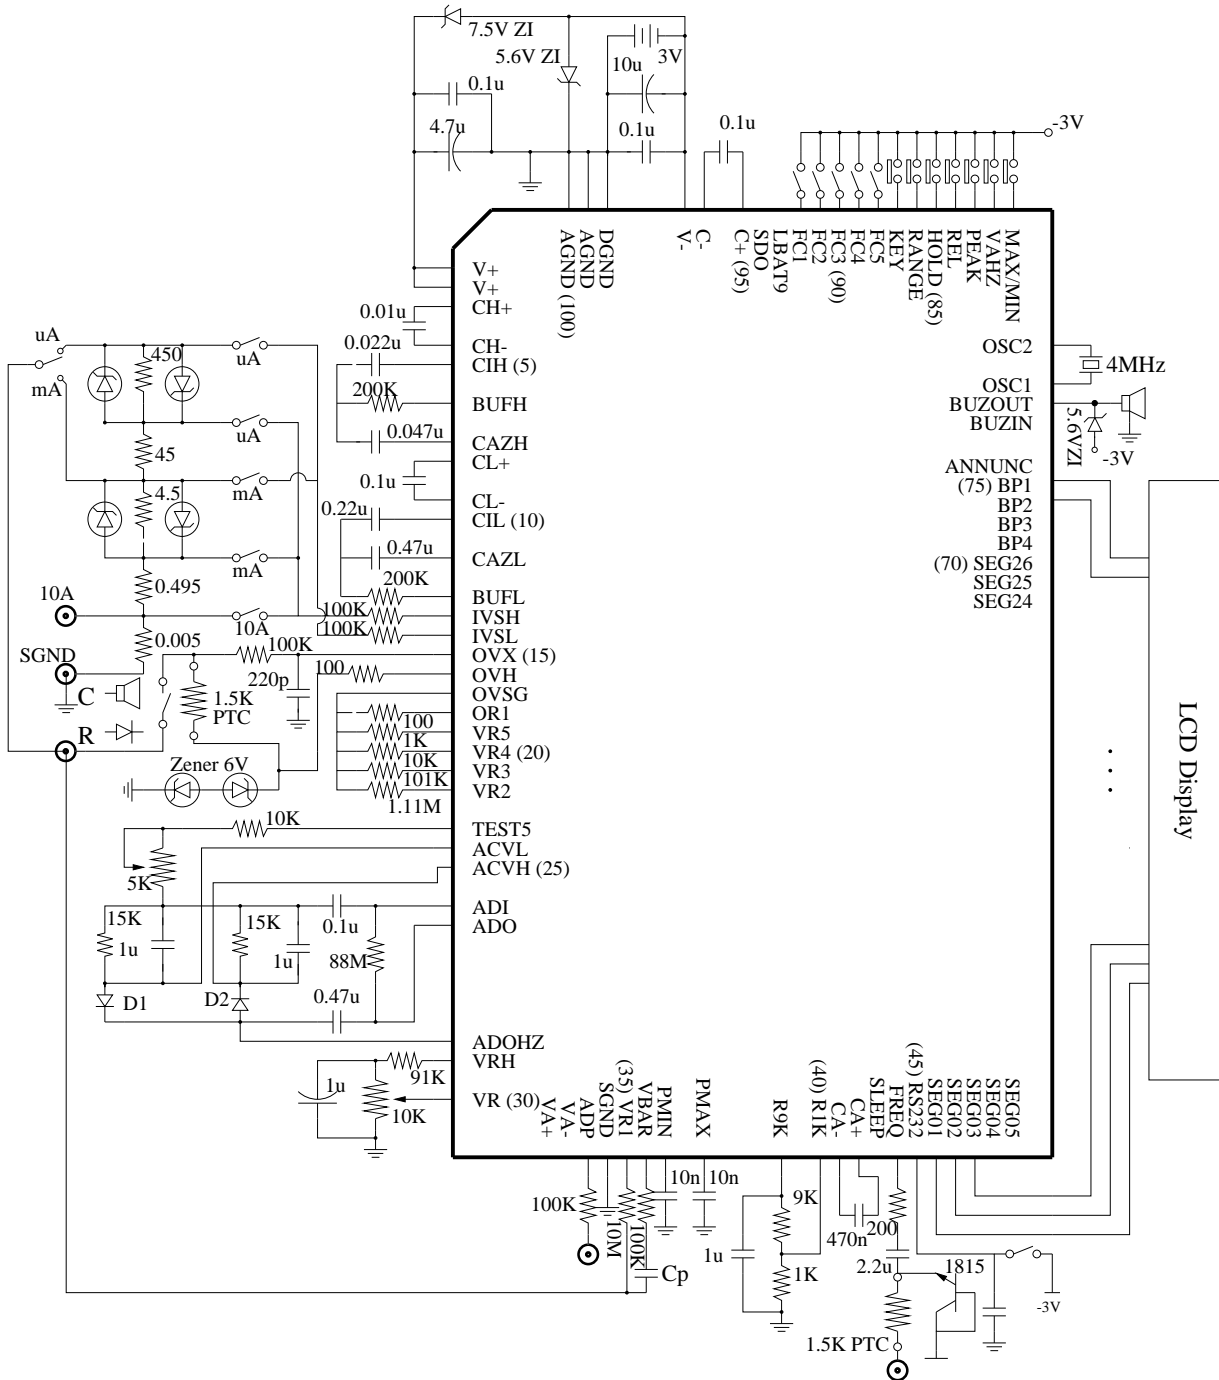 7.5V ZI
5.6V ZI
3V
10u
0.1u
4.7u
0.1u
0.1u
-3V
AGND (100)
AGND
DGND
V-
C-
C+ (95)
SDO
LBAT9
FC1
FC2
FC3 (90)
FC4
FC5
KEY
RANGE
HOLD (85)
REL
PEAK
VAHZ
MAX/MIN
V+
V+
CH+
0.01u
CH-
0.022u
CIH (5)
200K
BUFH
0.047u
CAZH
CL+
0.1u
CL-
0.22u
CIL (10)
0.47u
CAZL
200K
BUFL
100K
IVSH
100K
IVSL
100K
OVX (15)
220p
100
OVH
OVSG
OR1
100
VR5
1K
VR4 (20)
10K
VR3
101K
VR2
1.11M
10K
TEST5
ACVL
ACVH (25)
5K
ADI
ADO
15K
1u
15K
1u
0.1u
88M
D1
D2
0.47u
ADOHZ
VRH
91K
1u
10K
VR (30)
uA
mA
450
uA
uA
45
mA
4.5
mA
0.495
10A
10A
0.005
SGND
C
R
1.5K
PTC
Zener 6V
OSC2
4MHz
OSC1
BUZOUT
BUZIN
5.6VZI
-3V
ANNUNC
(75) BP1
BP2
BP3
BP4
(70) SEG26
SEG25
SEG24
LCD Display
VA+
VA-
ADP
SGND
(35) VR1
VBAR
PMIN
PMAX
R9K
(40) R1K
CA-
CA+
SLEEP
FREQ
(45) RS232
SEG01
SEG02
SEG03
SEG04
SEG05
100K
10M
100K
10n
10n
Cp
9K
1u
1K
470n
200
2.2u
1815
-3V
1.5K PTC